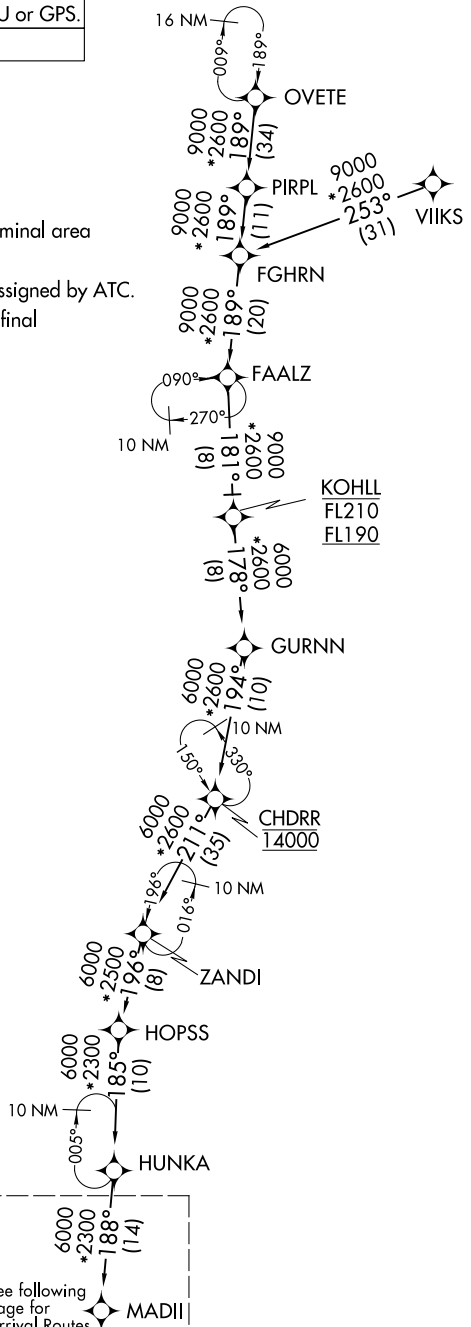 U or GPS.
16 NM
009°
189°
OVETE
9000
*2600
189°
(34)
PIRPL
9000
*2600
VIIKS
253°
(31)
minal area
9000
*2600
189°
(11)
FGHRN
ssigned by ATC.
final
9000
*2600
189°
(20)
FAALZ
090°
270°
10 NM
9000
*2600
181°
(8)
KOHLL
FL210
FL190
6000
*2600
178°
(8)
GURNN
6000
*2600
194°
(10)
10 NM
150°
330°
CHDRR
14000
6000
*2600
211°
(35)
10 NM
196°
016°
ZANDI
6000
*2500
196°
(8)
HOPSS
6000
*2300
185°
(10)
10 NM
005°
HUNKA
6000
*2300
188°
(14)
ee following
age for
rrival Routes
MADII